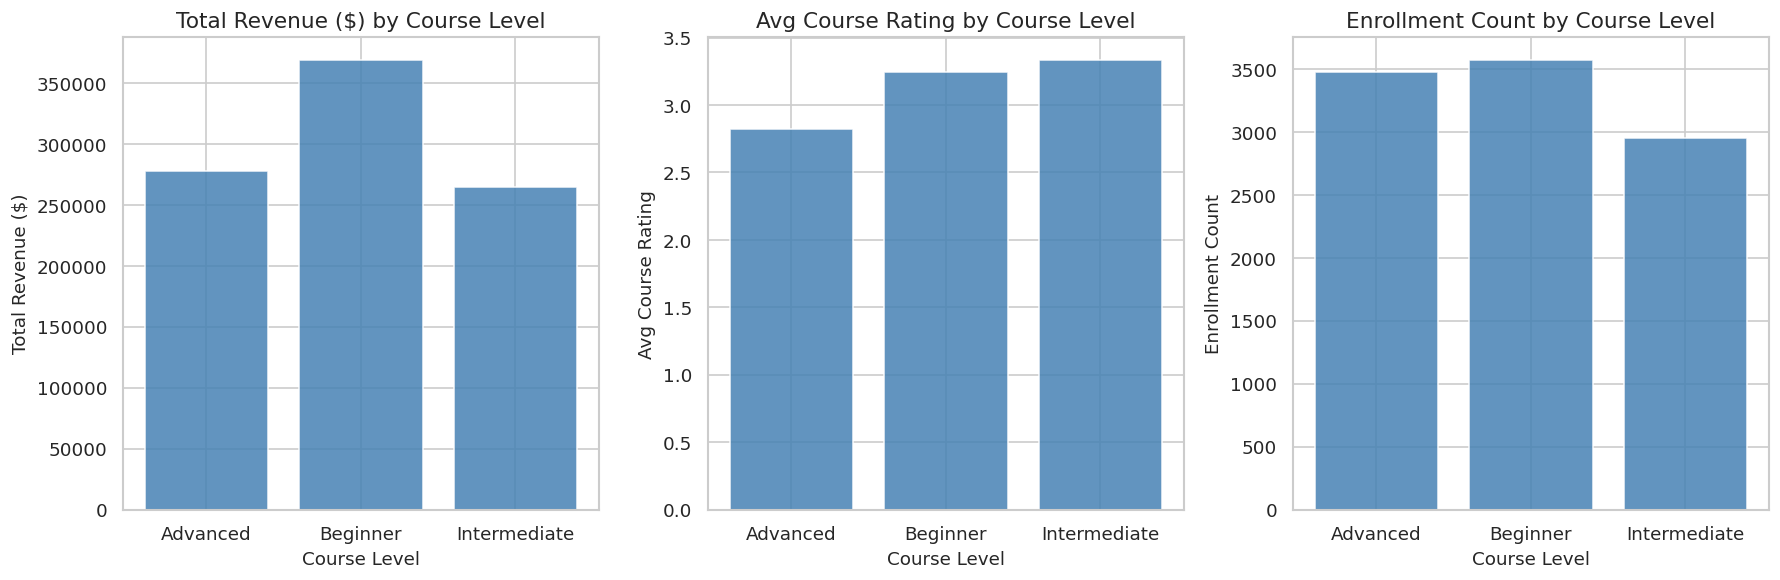 Total Revenue ($) by Course Level
Total Revenue ($)
350000
300000
250000
200000
150000
100000
50000
0
Advanced
Beginner
Intermediate
Course Level
Avg Course Rating by Course Level
Avg Course Rating
3.5
3.0
2.5
2.0
1.5
1.0
0.5
0.0
Advanced
Beginner
Intermediate
Course Level
Enrollment Count by Course Level
Enrollment Count
3500
3000
2500
2000
1500
1000
500
0
Advanced
Beginner
Intermediate
Course Level